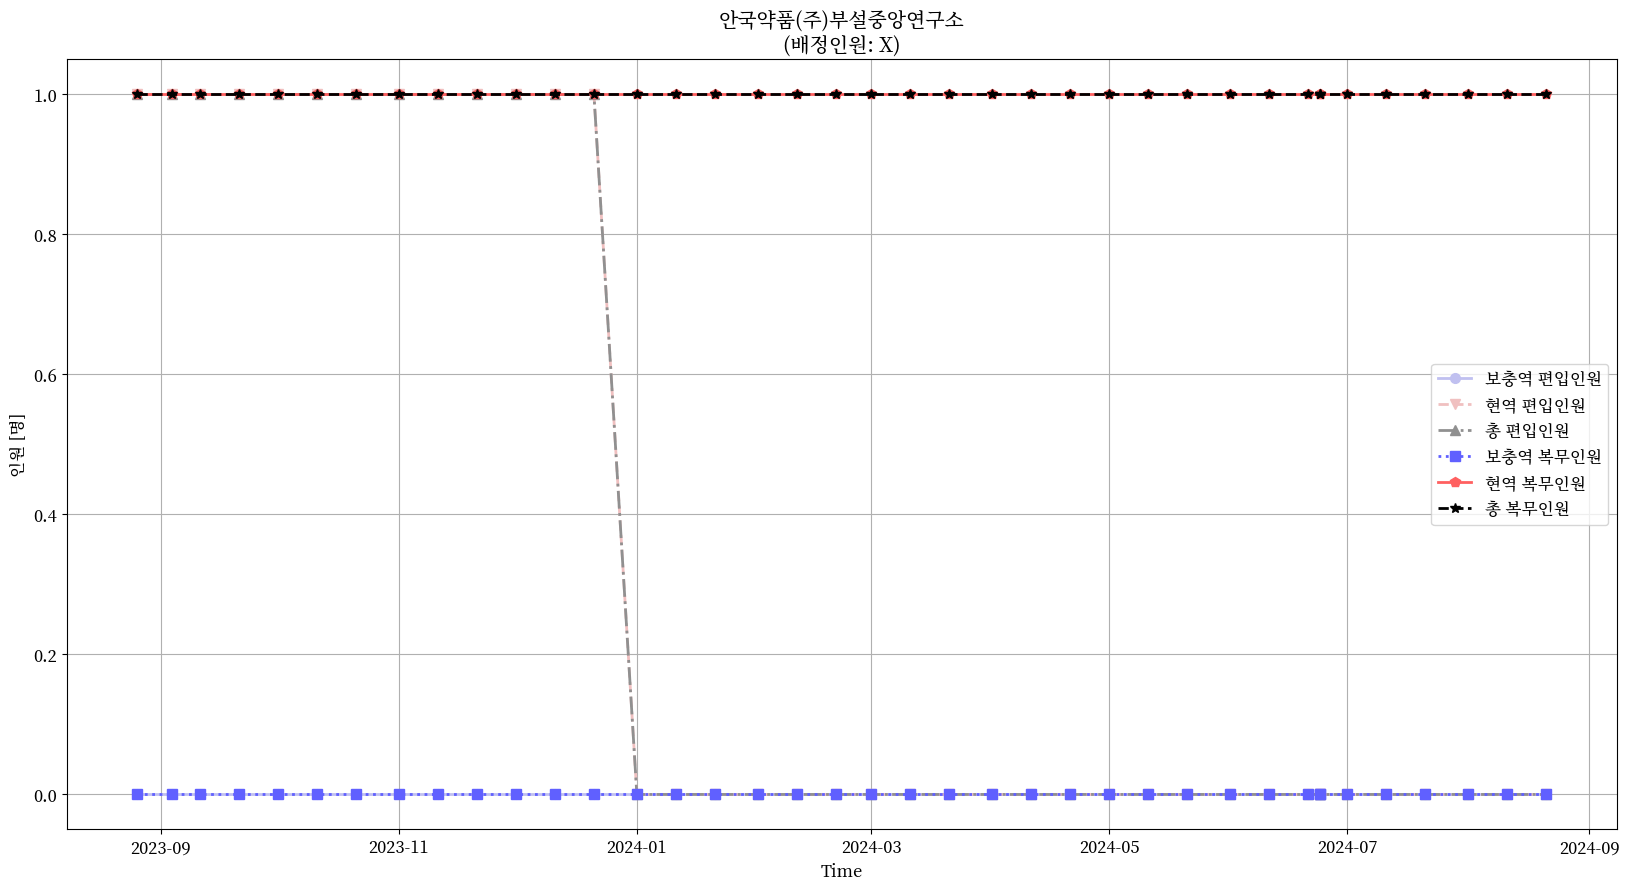 안국약품(주)부설중앙연구소
(배정인원: X)
1.0
0.8
0.6
0.4
0.2
0.0
인원 [명]
2023-09
2023-11
2024-01
2024-03
2024-05
2024-07
2024-09
Time
보충역 편입인원
현역 편입인원
총 편입인원
보충역 복무인원
현역 복무인원
총 복무인원